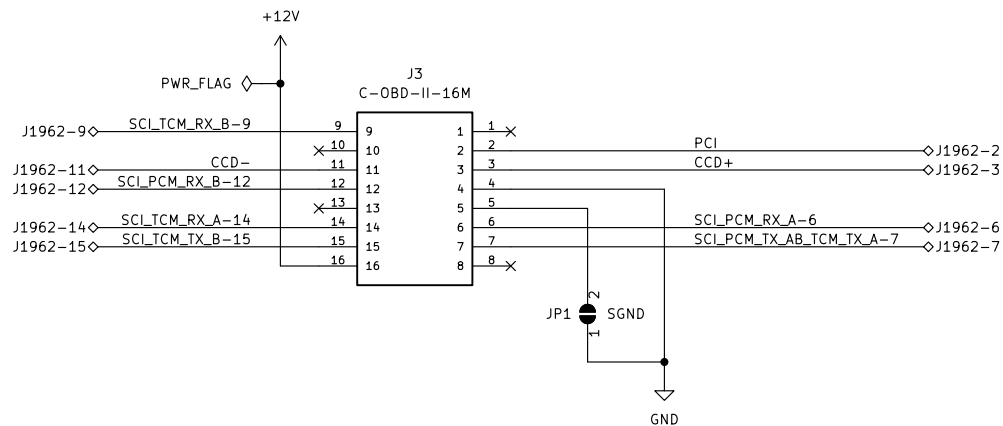 +12V
PWR_FLAG
J3
C-OBD-II-16M
J1962-9 SCI_TCM_RX_B-9 9 9 1 1
10 10 2 2 PCI J1962-2
J1962-11 CCD- 11 11 3 3 CCD+ J1962-3
J1962-12 SCI_PCM_RX_B-12 12 12 4 4
13 13 5 5
J1962-14 SCI_TCM_RX_A-14 14 14 6 6 SCI_PCM_RX_A-6 J1962-6
J1962-15 SCI_TCM_TX_B-15 15 15 7 7 SCI_PCM_TX_AB_TCM_TX_A-7 J1962-7
16 16 8 8
2
JP1 SGND
1
GND